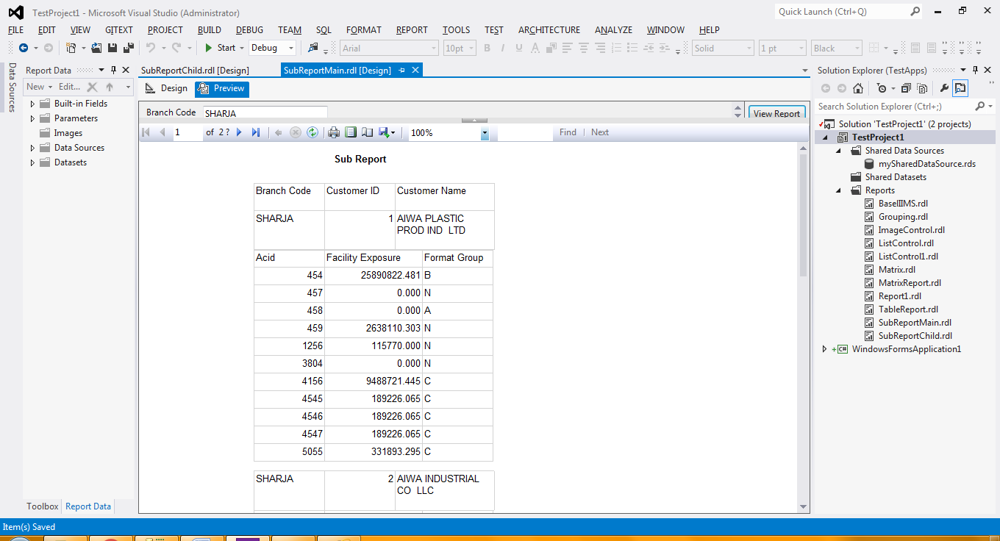 TestProject1 - Microsoft Visual Studio (Administrator)
Quick Launch (Ctrl+Q)
FILE EDIT VIEW GITEXT PROJECT BUILD DEBUG TEAM SQL FORMAT REPORT TOOLS TEST ARCHITECTURE ANALYZE WINDOW HELP
Start Debug Arial 10pt B I U A Solid 1 pt Black
Data Sources
Report Data
New Edit...
Built-in Fields
Parameters
Images
Data Sources
Datasets
Toolbox Report Data
SubReportChild.rdl [Design] SubReportMain.rdl [Design]
Design Preview
Branch Code SHARJA View Report
1 of 2 ? 100% Find | Next
Sub Report
Branch Code Customer ID Customer Name
SHARJA 1 AIWA PLASTIC
PROD IND LTD
Acid Facility Exposure Format Group
454 25890822.481 B
457 0.000 N
458 0.000 A
459 2638110.303 N
1256 115770.000 N
3804 0.000 N
4156 9488721.445 C
4545 189226.065 C
4546 189226.065 C
4547 189226.065 C
5055 331893.295 C
SHARJA 2 AIWA INDUSTRIAL
CO LLC
Solution Explorer (TestApps)
Search Solution Explorer (Ctrl+;)
Solution 'TestProject1' (2 projects)
TestProject1
Shared Data Sources
mySharedDataSource.rds
Shared Datasets
Reports
BaselIIMS.rdl
Grouping.rdl
ImageControl.rdl
ListControl.rdl
ListControl1.rdl
Matrix.rdl
MatrixReport.rdl
Report1.rdl
TableReport.rdl
SubReportMain.rdl
SubReportChild.rdl
C# WindowsFormsApplication1
Item(s) Saved